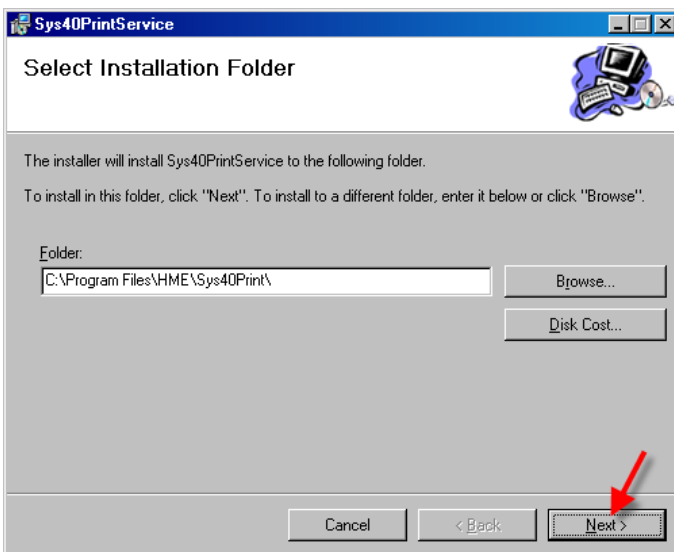 Sys40PrintService
Select Installation Folder
The installer will install Sys40PrintService to the following folder.
To install in this folder, click "Next". To install to a different folder, enter it below or click "Browse".
Folder:
C:\Program Files\HME\Sys40Print\
Browse...
Disk Cost...
Cancel
< Back
Next >